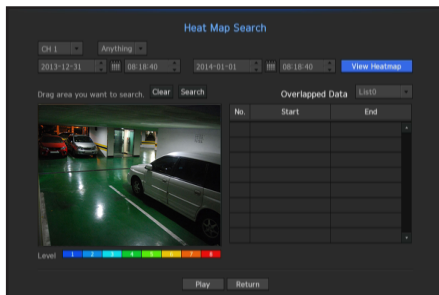 Heat Map Search
CH 1 Anything
2013-12-31 08:18:40 2014-01-01 08:18:40 View Heatmap
Drag area you want to search. Clear Search Overlapped Data List0
No. Start End
Level 1 2 3 4 5 6 7 8
Play Return